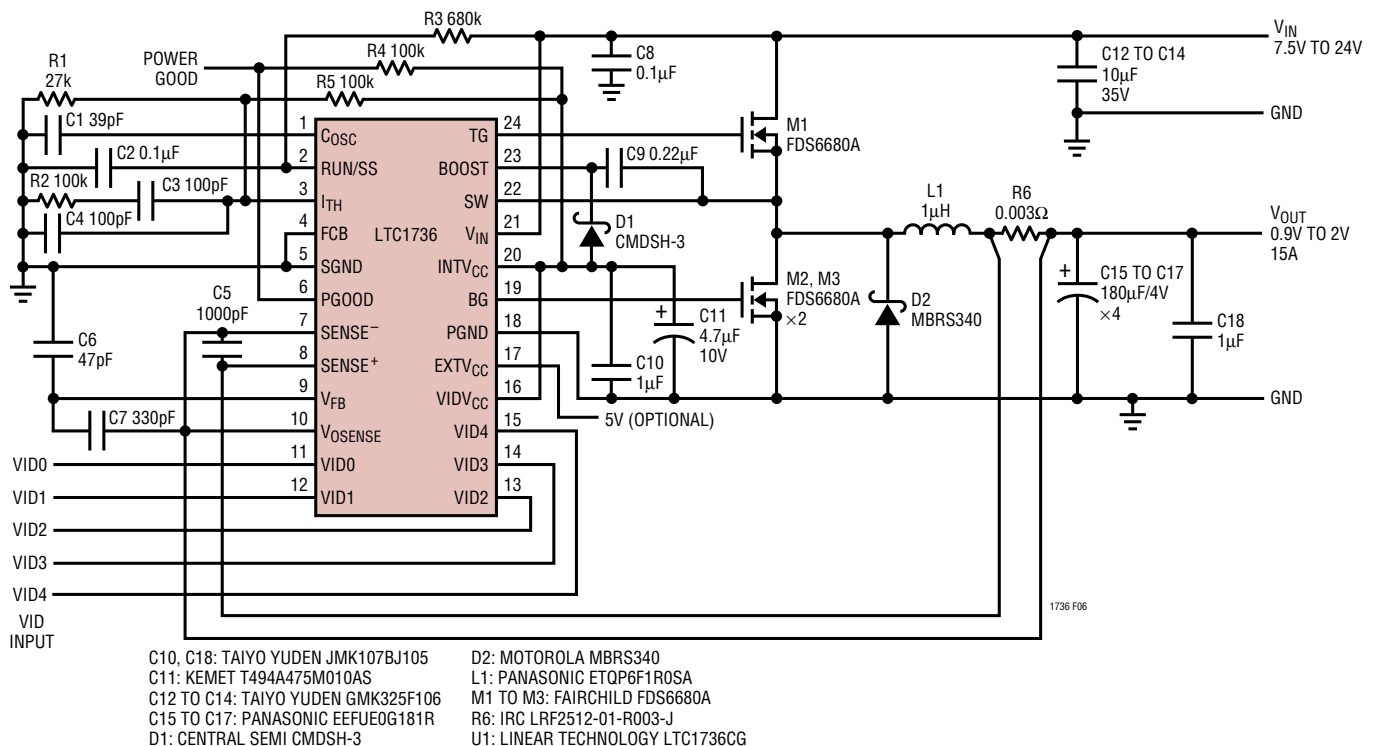 R3 680k
POWER
GOOD
R4 100k
R1
27k
R5 100k
C8
0.1µF
VIN
7.5V TO 24V
C12 TO C14
10µF
35V
GND
C1 39pF
C2 0.1µF
R2 100k
C3 100pF
C4 100pF
C5
1000pF
C6
47pF
C7 330pF
1 COSC
2 RUN/SS
3 ITH
4 FCB
5 SGND
6 PGOOD
7 SENSE–
8 SENSE+
9 VFB
10 VOSENSE
11 VID0
12 VID1
LTC1736
TG 24
BOOST 23
SW 22
VIN 21
INTVCC 20
BG 19
PGND 18
EXTVCC 17
VIDVCC 16
VID4 15
VID3 14
VID2 13
M1
FDS6680A
C9 0.22µF
D1
CMDSH-3
L1
1µH
R6
0.003Ω
VOUT
0.9V TO 2V
15A
M2, M3
FDS6680A
×2
D2
MBRS340
+
C11
4.7µF
10V
C10
1µF
+
C15 TO C17
180µF/4V
×4
C18
1µF
GND
5V (OPTIONAL)
VID0
VID1
VID2
VID3
VID4
VID
INPUT
1736 F06
C10, C18: TAIYO YUDEN JMK107BJ105
C11: KEMET T494A475M010AS
C12 TO C14: TAIYO YUDEN GMK325F106
C15 TO C17: PANASONIC EEFUE0G181R
D1: CENTRAL SEMI CMDSH-3
D2: MOTOROLA MBRS340
L1: PANASONIC ETQP6F1R0SA
M1 TO M3: FAIRCHILD FDS6680A
R6: IRC LRF2512-01-R003-J
U1: LINEAR TECHNOLOGY LTC1736CG